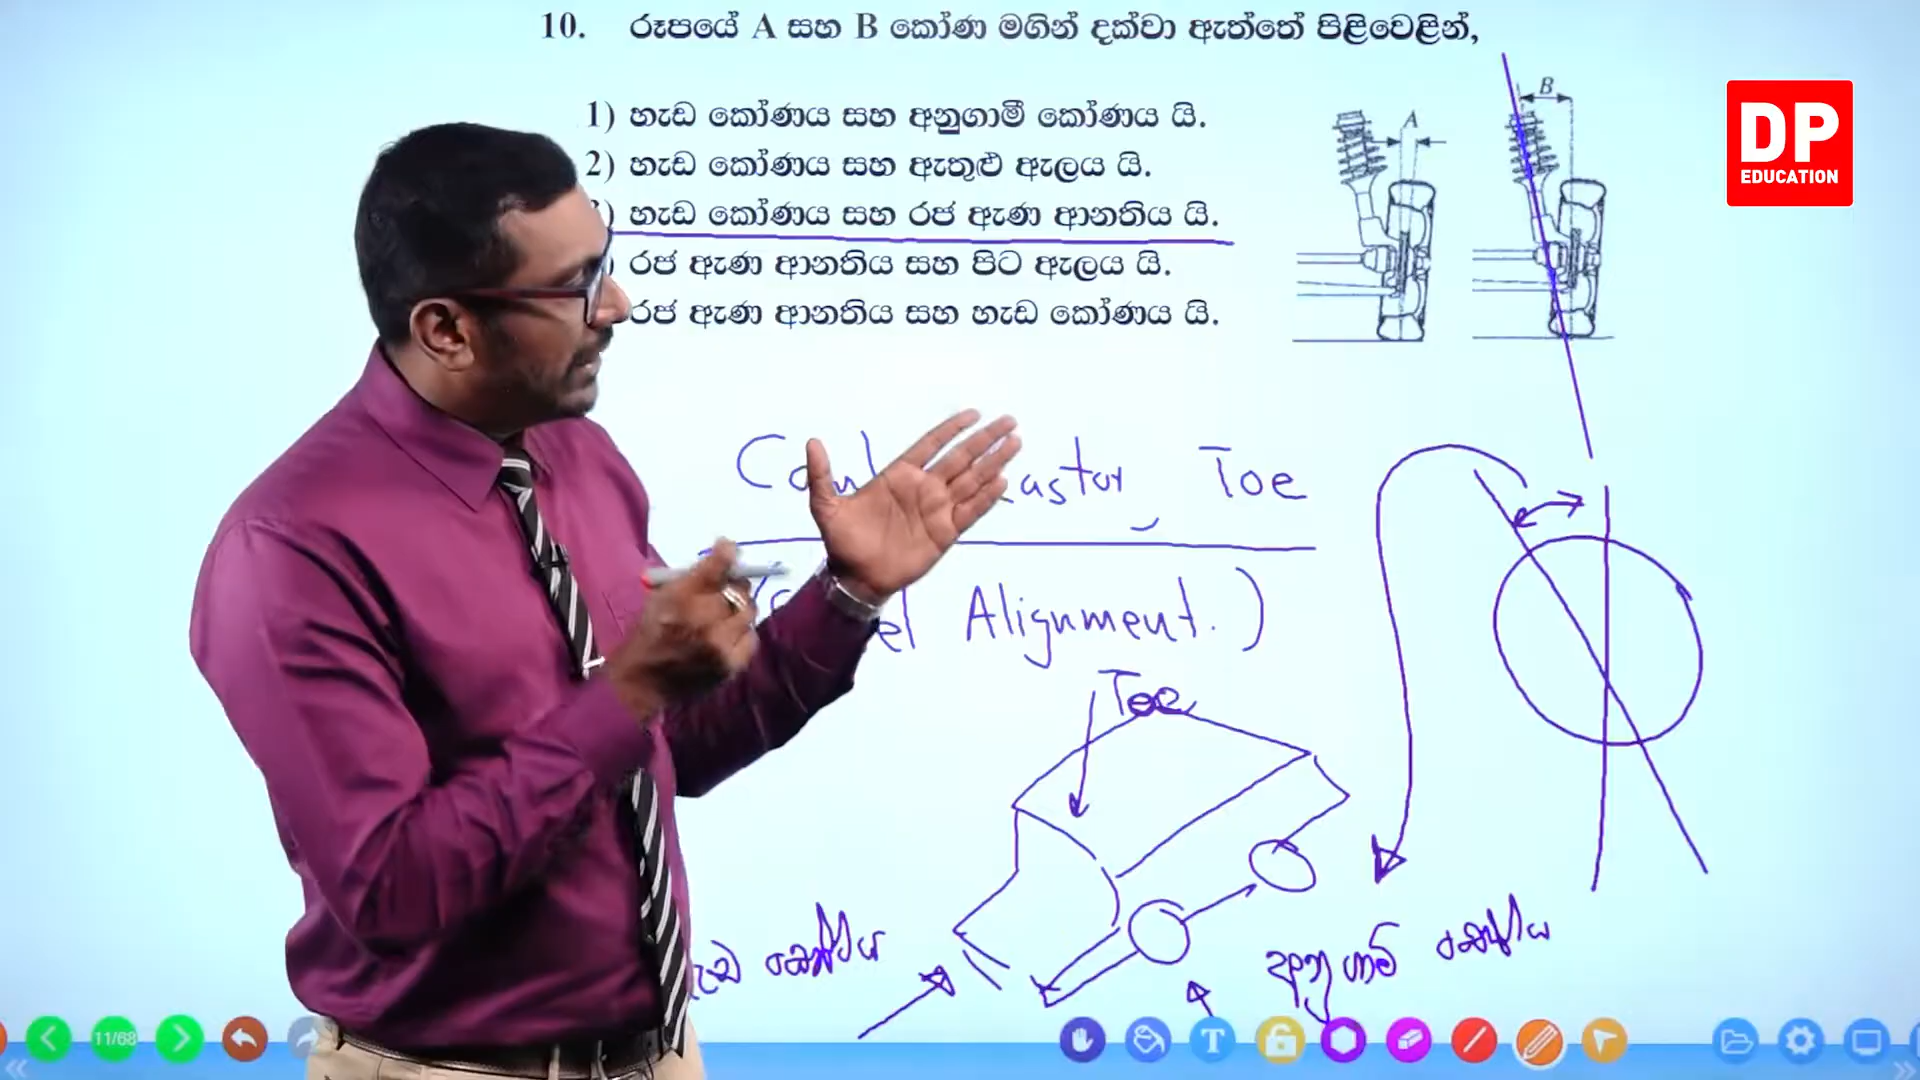 10. රූපයේ A සහ B කෝණ මගින් දක්වා ඇත්තේ පිළිවෙළින්,
1) හැඩ කෝණය සහ අනුගාමී කෝණය යි.
2) හැඩ කෝණය සහ ඇතුළු ඇලය යි.
) හැඩ කෝණය සහ රජ ඇණ ආනතිය යි.
) රජ ඇණ ආනතිය සහ පිට ඇලය යි.
රජ ඇණ ආනතිය සහ හැඩ කෝණය යි.
A
B
DP
EDUCATION
Toe
Alignment.)
Toe
කෝණය
අනුගාමී කෝණය
11/68
T